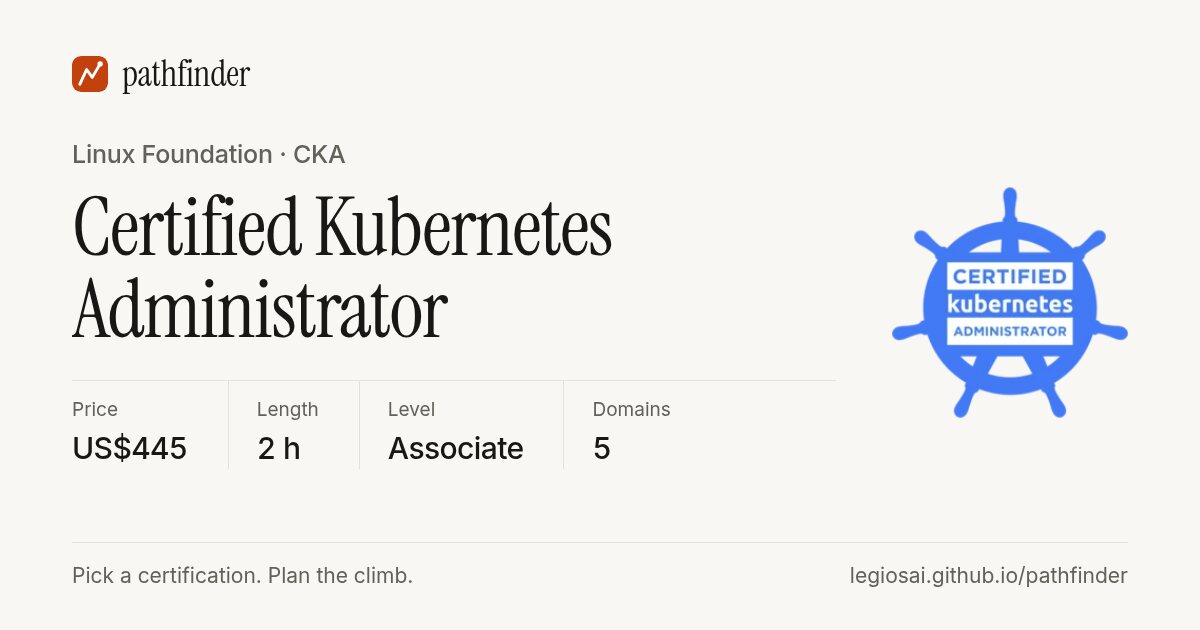 pathfinder
Linux Foundation · CKA
Certified Kubernetes
Administrator
CERTIFIED
kubernetes
ADMINISTRATOR
Price
US$445
Length
2 h
Level
Associate
Domains
5
Pick a certification. Plan the climb.
legiosai.github.io/pathfinder